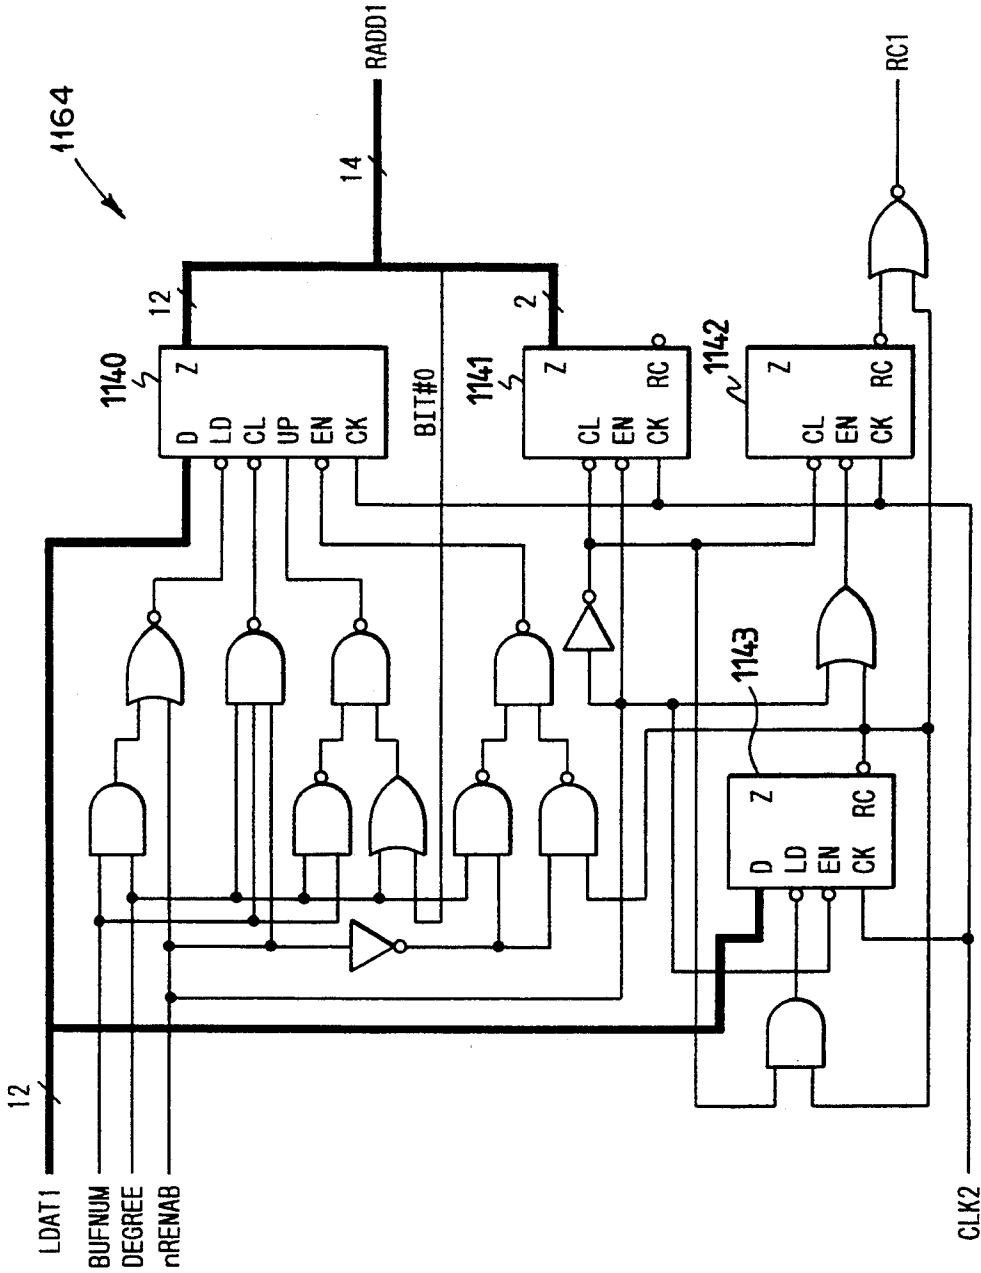 1164
RADD1
14
12
2
RC1
1140
Z
D
LD
CL
UP
EN
CK
BIT#0
1141
Z
CL
EN
CK
RC
1142
Z
CL
EN
CK
RC
1143
Z
D
LD
EN
CK
RC
12
LDAT1
BUFNUM
DEGREE
nRENAB
CLK2